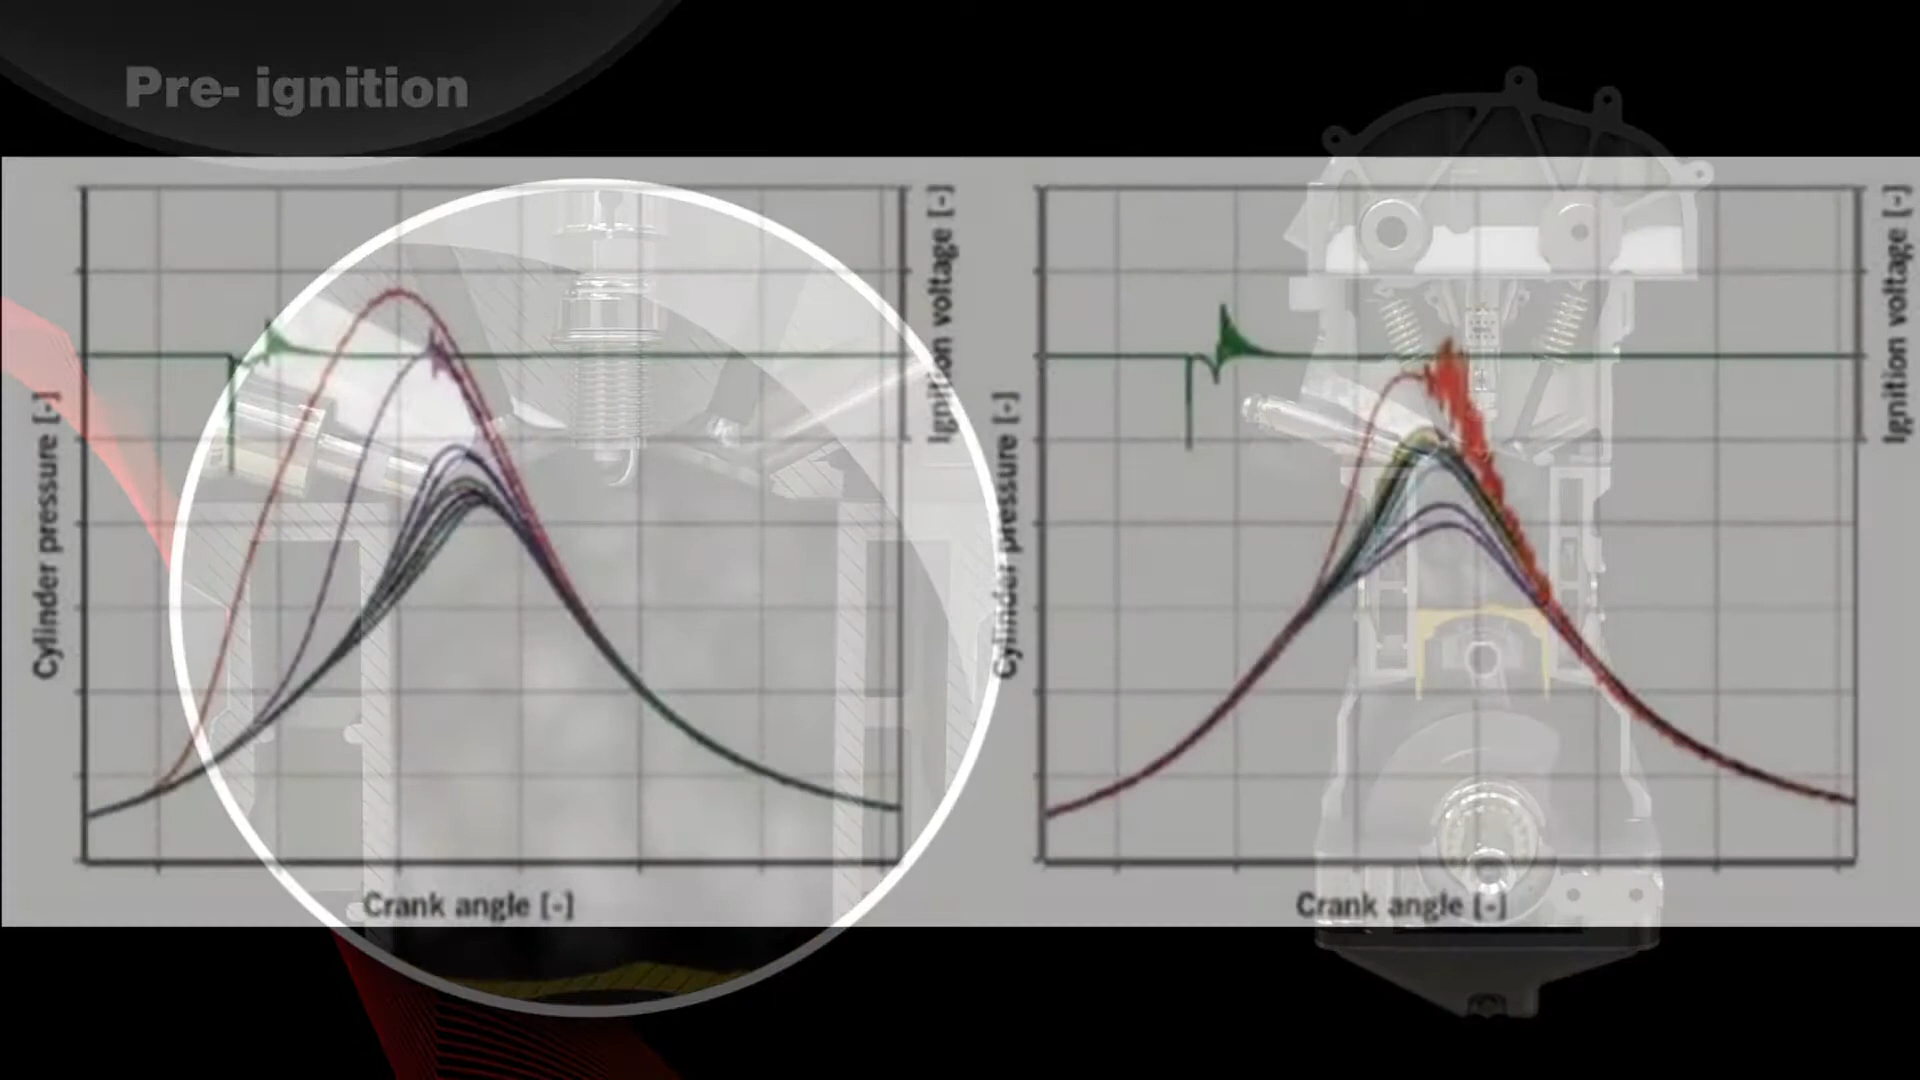 Pre- ignition
Cylinder pressure [-]
Ignition voltage [-]
Crank angle [-]
Cylinder pressure [-]
Ignition voltage [-]
Crank angle [-]